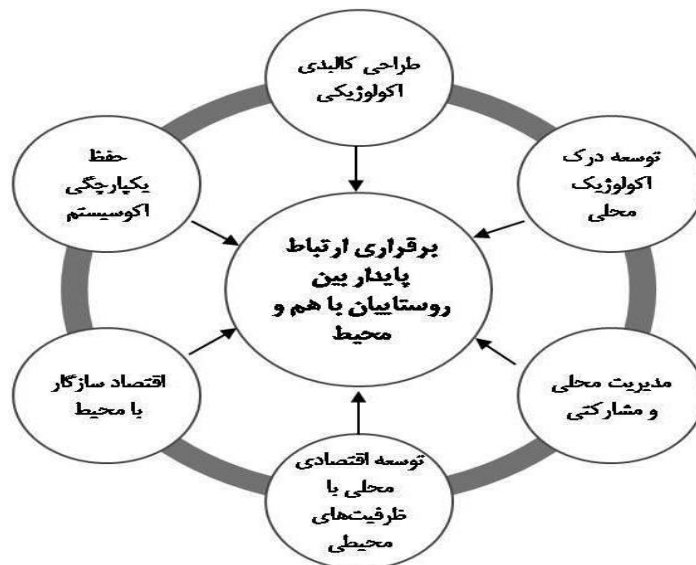 طراحی کالبدی
اکولوژیکی
توسعه درک
اکولوژیک
محلی
مدیریت محلی
و مشارکتی
توسعه اقتصادی
محلی با
ظرفیت‌های
محیطی
اقتصاد سازگار
با محیط
حفظ
یکپارچگی
اکوسیستم
برقراری ارتباط
پایدار بین
روستاییان با هم و
محیط